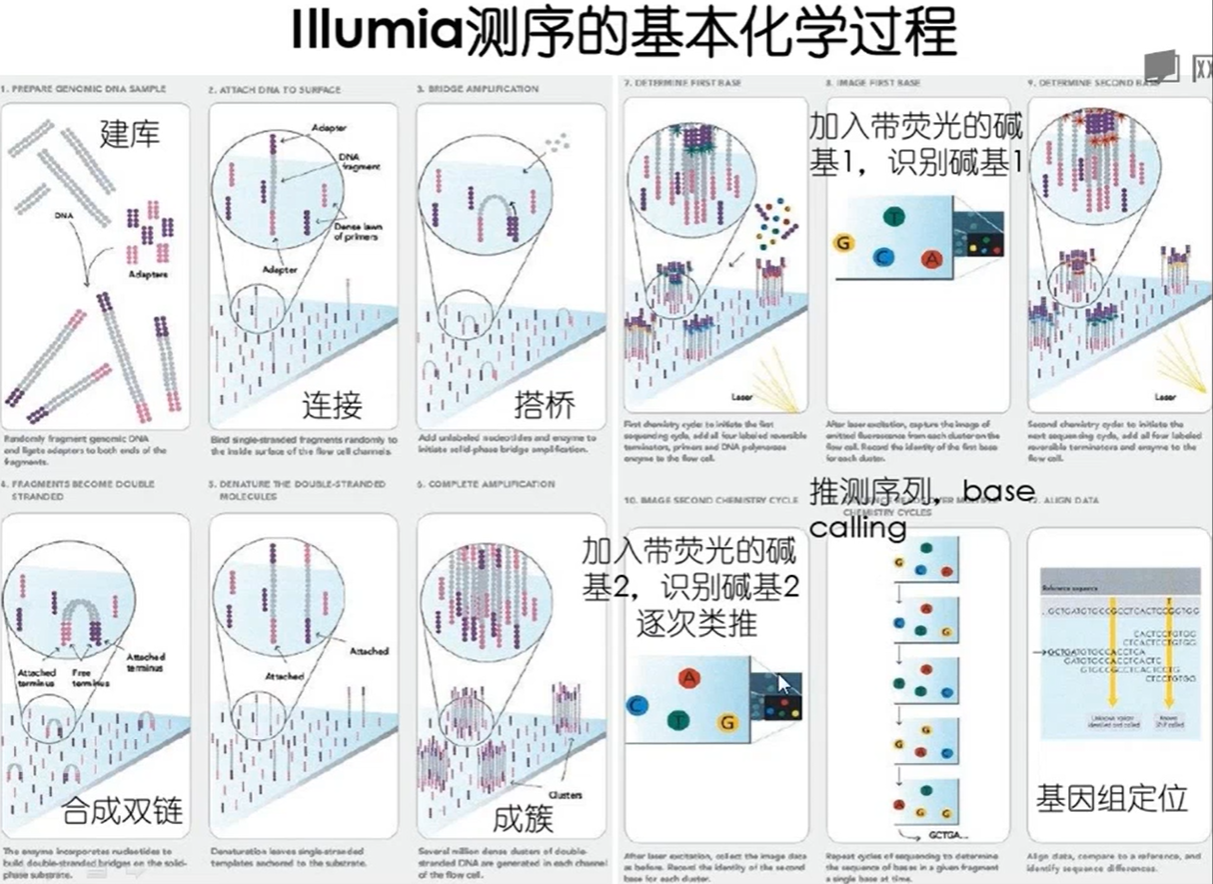 Illumia测序的基本化学过程
1. PREPARE GENOMIC DNA SAMPLE
建库
DNA
Adapters
Randomly fragment genomic DNA
and ligate adapters to both ends of the
fragments.
2. ATTACH DNA TO SURFACE
Adapter
DNA
fragment
Dense lawn
of primers
Adapter
连接
Bind single-stranded fragments randomly to
the inside surface of the flow cell channels.
3. BRIDGE AMPLIFICATION
搭桥
Add unlabeled nucleotides and enzyme to
initiate solid-phase bridge amplification.
4. FRAGMENTS BECOME DOUBLE
STRANDED
Attached
terminus
Free
terminus
Attached
terminus
合成双链
The enzyme incorporates nucleotides to
build double-stranded bridges on the solid-
phase substrate.
5. DENATURE THE DOUBLE-STRANDED
MOLECULES
Attached
Attached
Denaturation leaves single-stranded
templates anchored to the substrate.
6. COMPLETE AMPLIFICATION
Clusters
成簇
Several million dense clusters of double-
stranded DNA are generated in each channel
of the flow cell.
7. DETERMINE FIRST BASE
Laser
First chemistry cycle: to initiate the first
sequencing cycle, add all four labeled reversible
terminators, primers and DNA polymerase
enzyme to the flow cell.
8. IMAGE FIRST BASE
加入带荧光的碱
基1，识别碱基1
T
G
C
A
After laser excitation, capture the image of
emitted fluorescence from each cluster on the
flow cell. Record the identity of the first base
for each cluster.
9. DETERMINE SECOND BASE
Laser
Second chemistry cycle: to initiate the
next sequencing cycle, add all four labeled
reversible terminators and enzyme to the
flow cell.
10. IMAGE SECOND CHEMISTRY CYCLE
加入带荧光的碱
基2，识别碱基2
逐次类推
A
C
T
G
After laser excitation, collect the image data
as before. Record the identity of the second
base for each cluster.
推测序列，base
calling
CHEMISTRY CYCLES
GCTGA...
Repeat cycles of sequencing to determine
the sequence of bases in a given fragment
a single base at time.
12. ALIGN DATA
Reference sequence
基因组定位
Align data, compare to a reference, and
identify sequence differences.